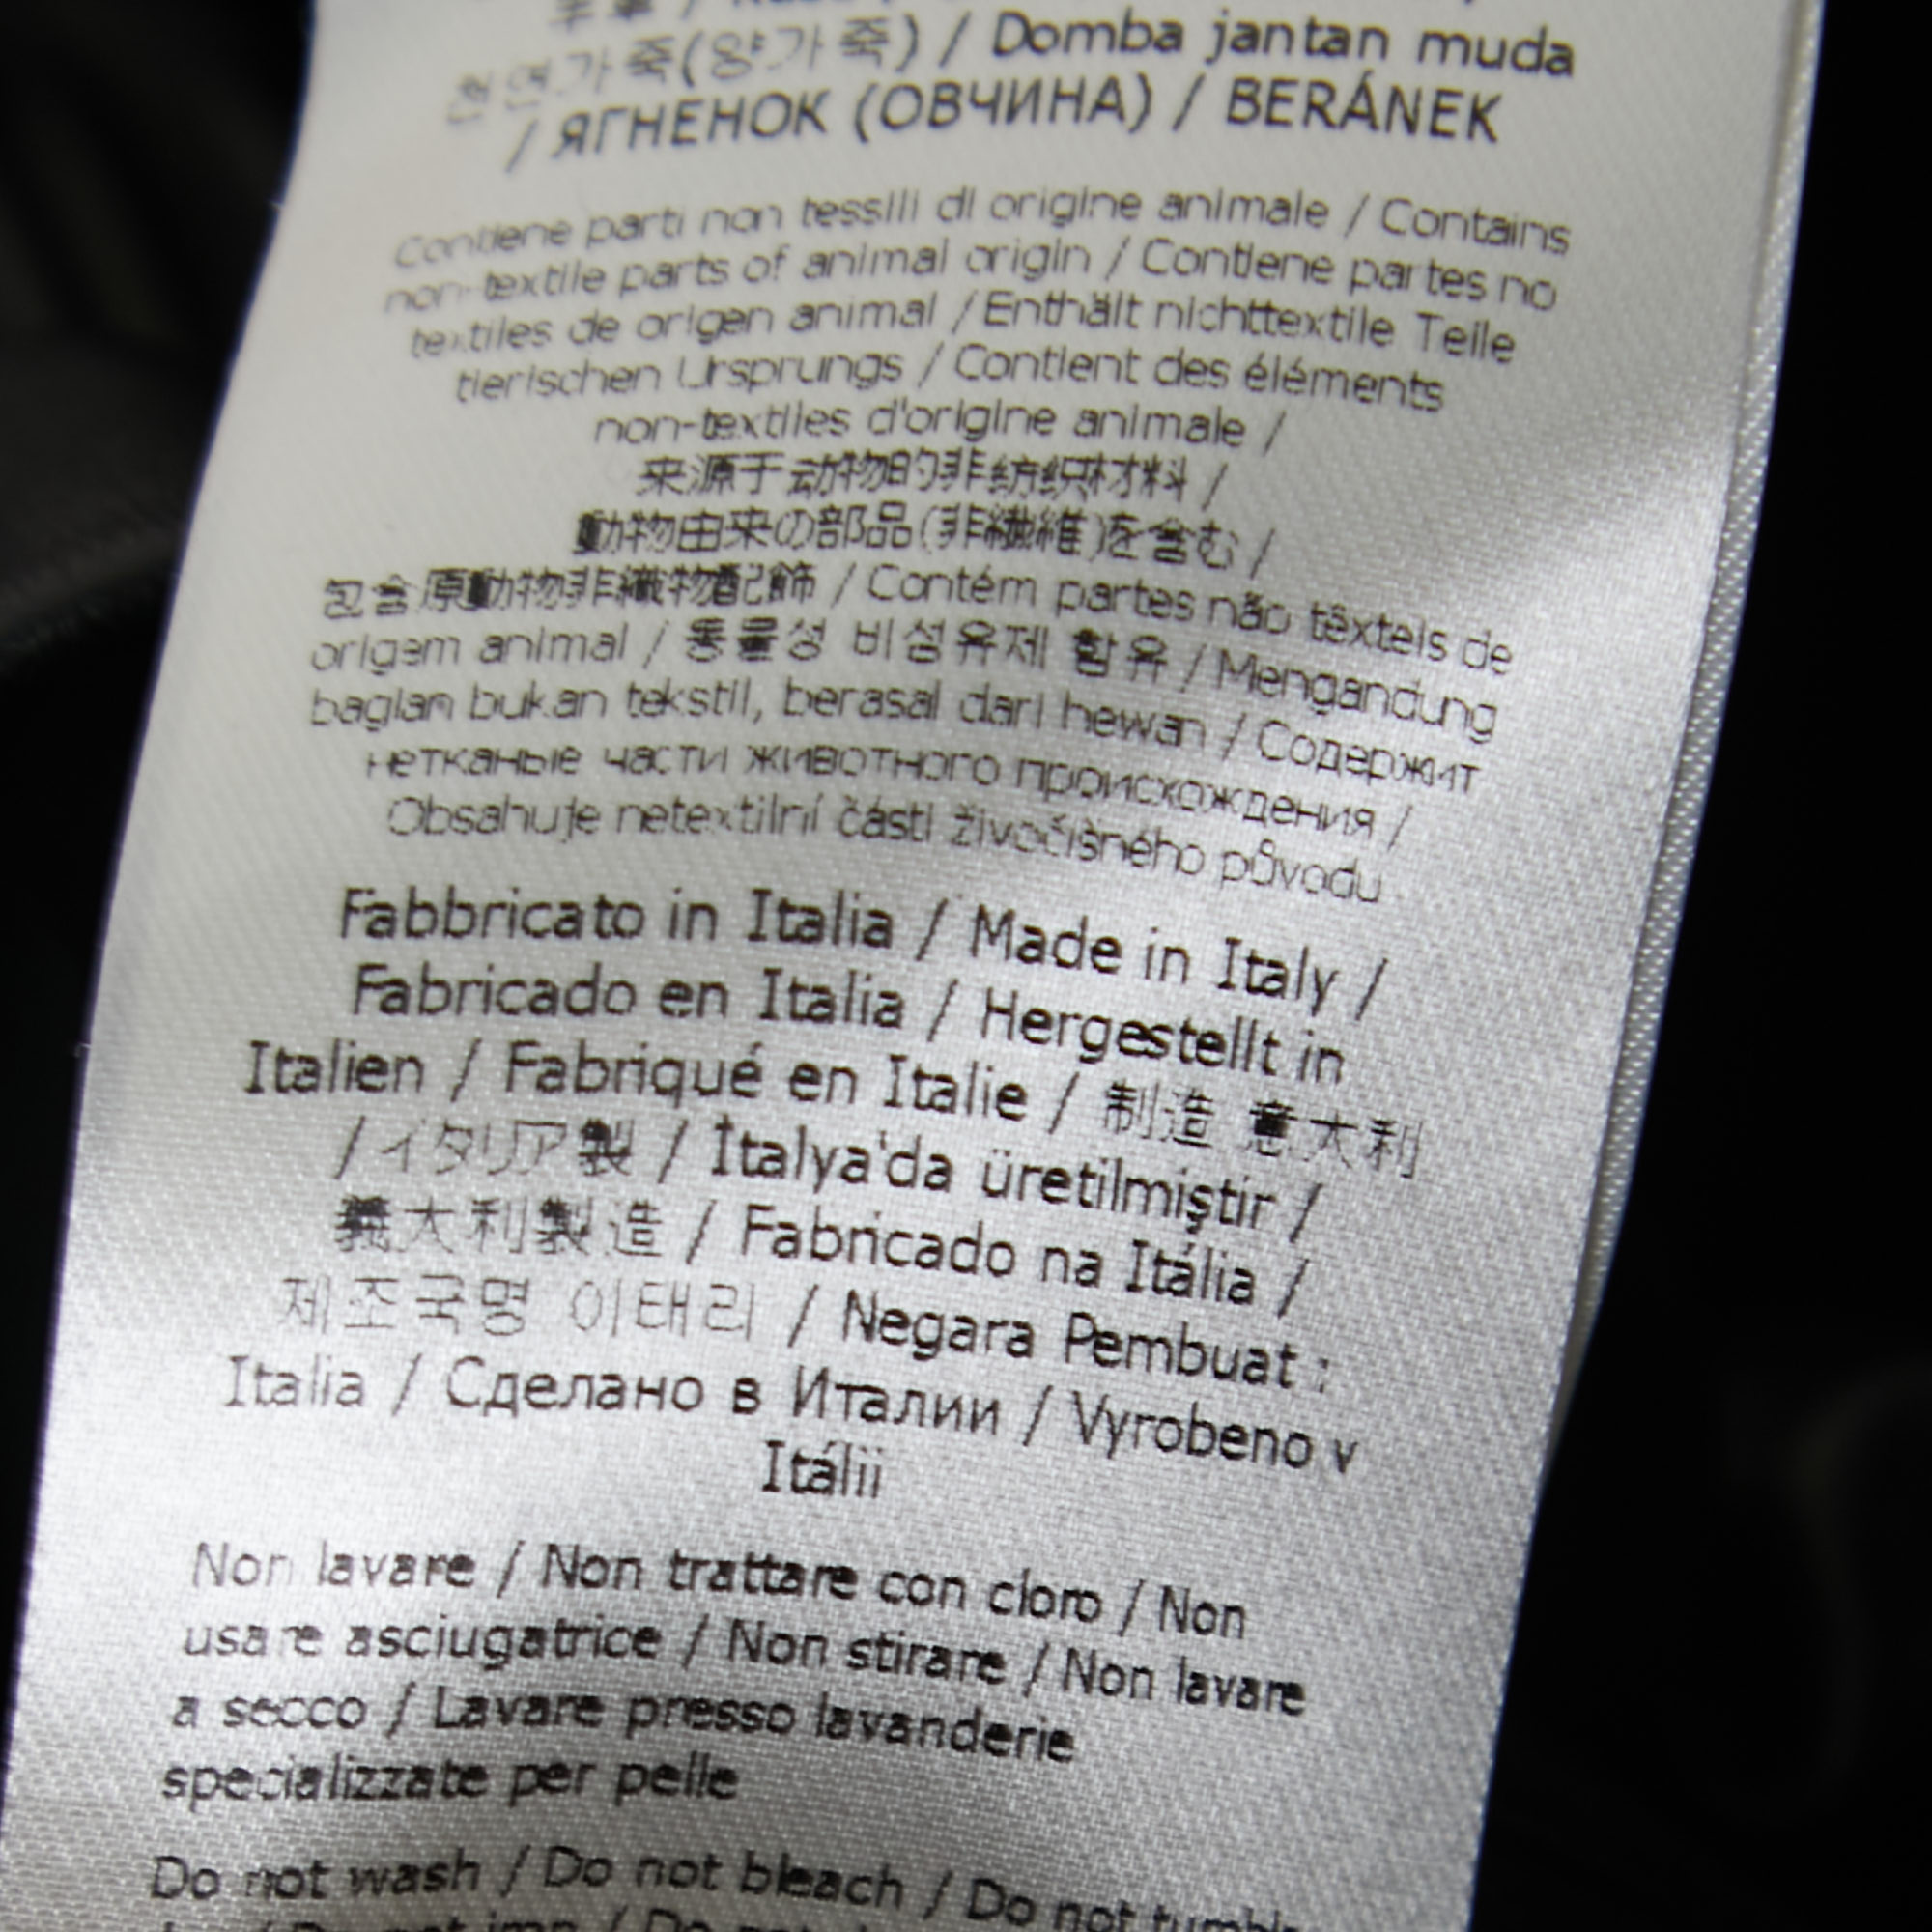 천연가죽(양가죽) / Domba jantan muda
/ ЯГНЕНОК (ОВЧИНА) / BERÁNEK
Contiene parti non tessili di origine animale / Contains
non-textile parts of animal origin / Contiene partes no
textiles de origen animal / Enthält nichttextile Teile
tierischen Ursprungs / Contient des éléments
non-textiles d'origine animale /
来源于动物的非纺织材料 /
動物由来の部品(非繊維)を含む /
包含原動物非織物配飾 / Contém partes não têxteis de
origem animal / 동물성 비섬유제 함유 / Mengandung
bagian bukan tekstil, berasal dari hewan / Содержит
нетканые части животного происхождения /
Obsahuje netextilní části živočišného původu
Fabbricato in Italia / Made in Italy /
Fabricado en Italia / Hergestellt in
Italien / Fabriqué en Italie / 制造 意大利
/ イタリア製 / İtalya'da üretilmiştir /
義大利製造 / Fabricado na Itália /
제조국명 이태리 / Negara Pembuat :
Italia / Сделано в Италии / Vyrobeno v
Itálii
Non lavare / Non trattare con cloro / Non
usare asciugatrice / Non stirare / Non lavare
a secco / Lavare presso lavanderie
specializzate per pelle
Do not wash / Do not bleach / Do not tumble